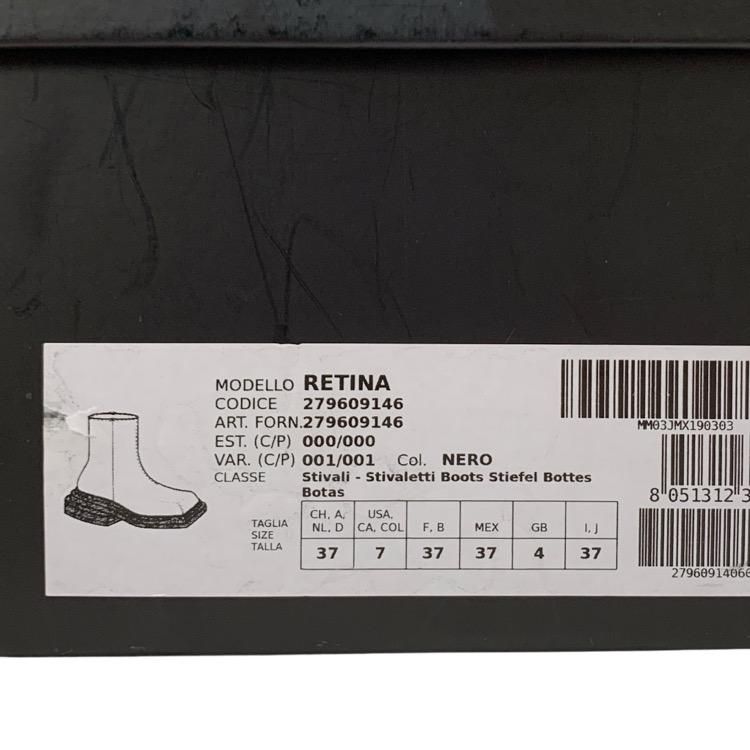 MODELLO RETINA
CODICE 279609146
ART. FORN.279609146
EST. (C/P) 000/000
VAR. (C/P) 001/001 Col. NERO
CLASSE Stivali - Stivaletti Boots Stiefel Bottes
Botas
TAGLIA
SIZE
TALLA
CH, A, NL, D
USA, CA, COL
F, B
MEX
GB
I, J
37 7 37 37 4 37
MM03JMX190303
8 051312 3
2796091406